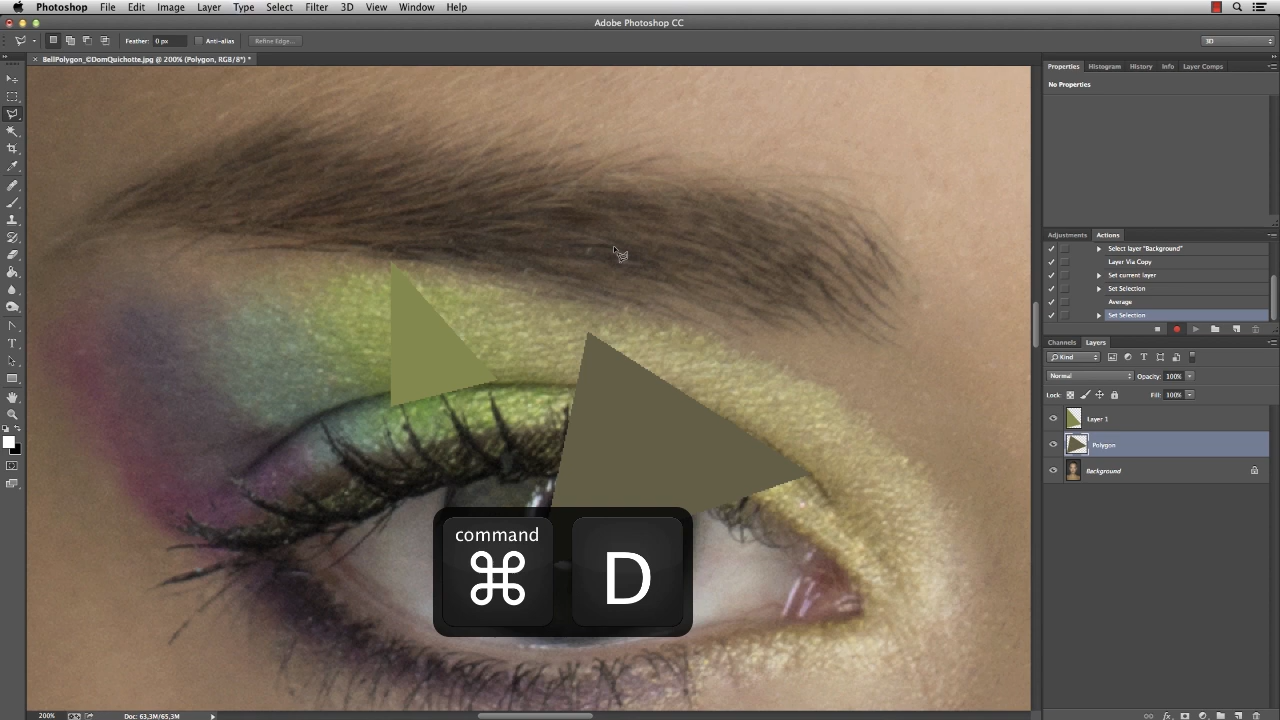 Photoshop File Edit Image Layer Type Select Filter 3D View Window Help
Adobe Photoshop CC
Feather: 0 px Anti-alias Refine Edge... 3D
× BellPolygon_©DomQuichotte.jpg @ 200% (Polygon, RGB/8*) *
Properties Histogram History Info Layer Comps
No Properties
Adjustments Actions
Select layer "Background"
Layer Via Copy
Set current layer
Set Selection
Average
Set Selection
Channels Layers
Kind
Normal Opacity: 100%
Lock: Fill: 100%
Layer 1
Polygon
Background
command
⌘ D
200% Doc: 63,3M/65,3M
fx